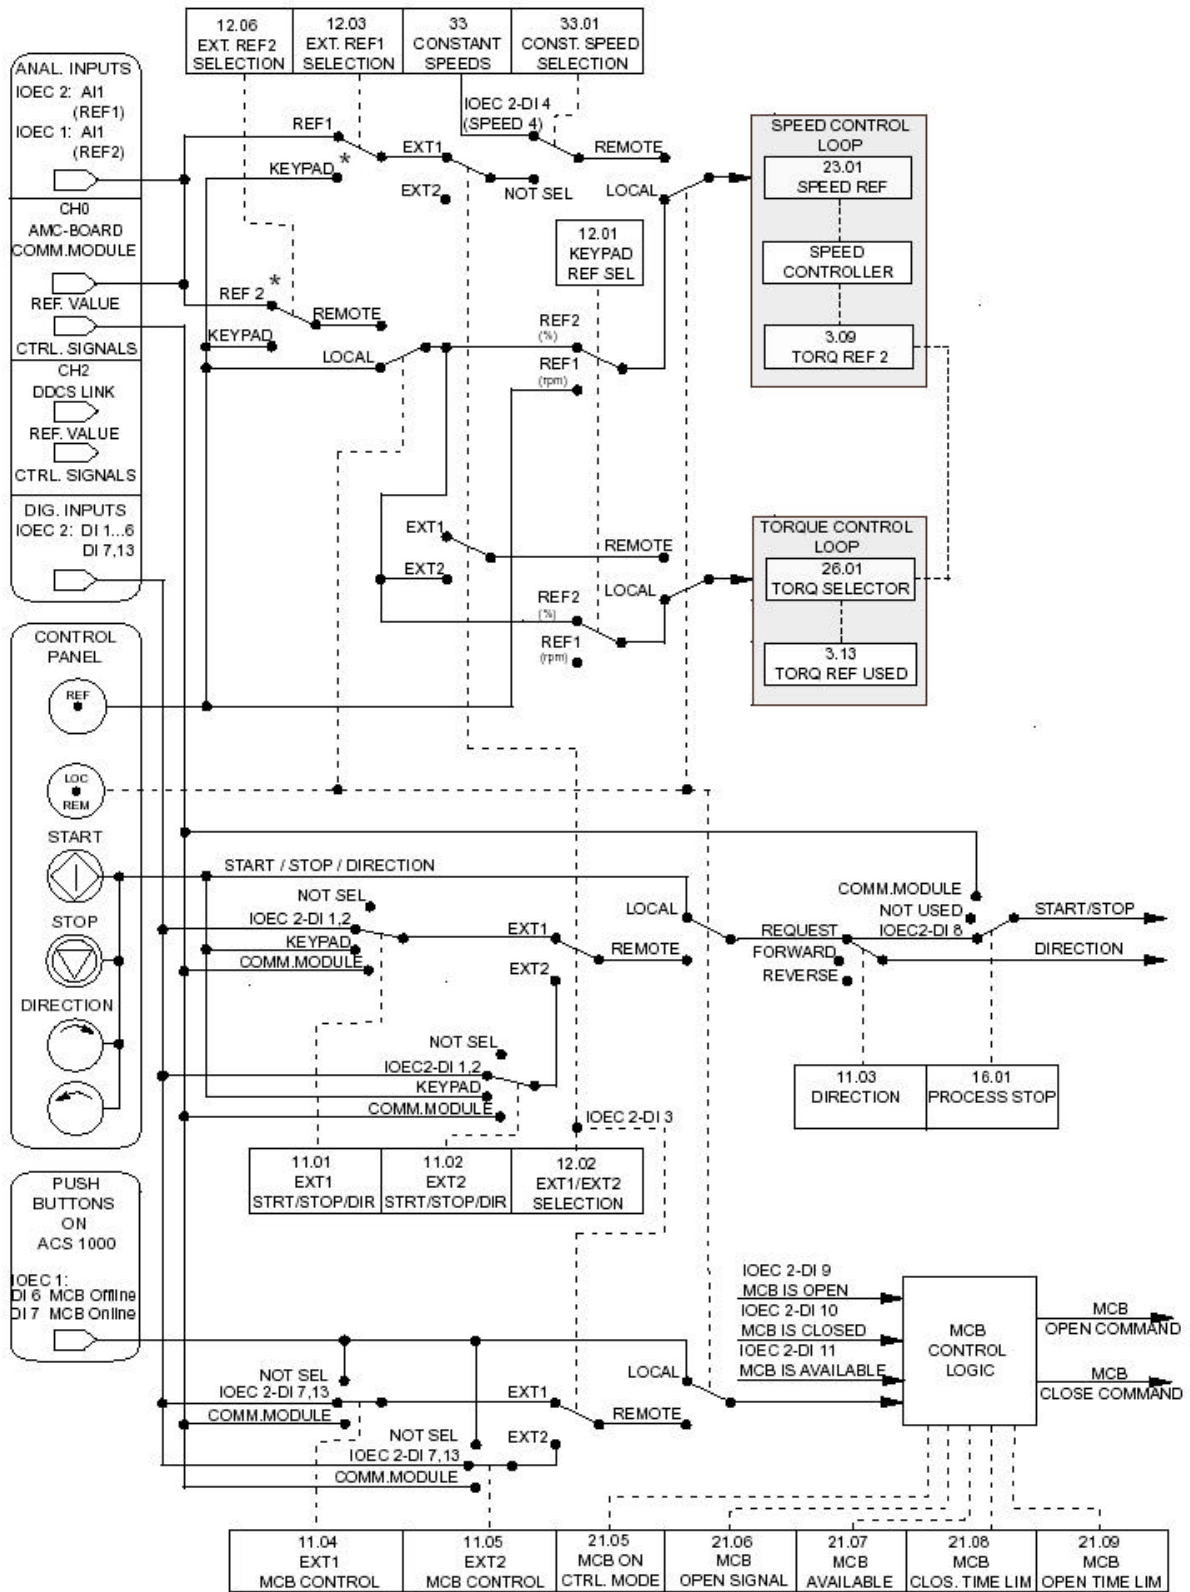 12.06
EXT. REF2
SELECTION
12.03
EXT. REF1
SELECTION
33
CONSTANT
SPEEDS
33.01
CONST. SPEED
SELECTION
ANAL. INPUTS
IOEC 2: AI1
(REF1)
IOEC 1: AI1
(REF2)
CH0
AMC-BOARD
COMM.MODULE
REF. VALUE
CTRL. SIGNALS
CH2
DDCS LINK
REF. VALUE
CTRL. SIGNALS
DIG. INPUTS
IOEC 2: DI 1...6
DI 7,13
REF1
KEYPAD *
EXT1
EXT2
IOEC 2-DI 4
(SPEED 4)
NOT SEL
REMOTE
LOCAL
12.01
KEYPAD
REF SEL
REF 2 *
KEYPAD
REMOTE
LOCAL
REF2
(%)
REF1
(rpm)
SPEED CONTROL
LOOP
23.01
SPEED REF
SPEED
CONTROLLER
3.09
TORQ REF 2
EXT1
EXT2
REMOTE
LOCAL
REF2
(%)
REF1
(rpm)
TORQUE CONTROL
LOOP
26.01
TORQ SELECTOR
3.13
TORQ REF USED
CONTROL
PANEL
REF
LOC
REM
START
STOP
DIRECTION
START / STOP / DIRECTION
NOT SEL
IOEC 2-DI 1,2
KEYPAD
COMM.MODULE
EXT1
EXT2
LOCAL
REMOTE
NOT SEL
IOEC2-DI 1,2
KEYPAD
COMM.MODULE
COMM.MODULE
NOT USED
IOEC2-DI 8
REQUEST
FORWARD
REVERSE
START/STOP
DIRECTION
11.03
DIRECTION
16.01
PROCESS STOP
IOEC 2-DI 3
11.01
EXT1
STRT/STOP/DIR
11.02
EXT2
STRT/STOP/DIR
12.02
EXT1/EXT2
SELECTION
PUSH
BUTTONS
ON
ACS 1000
IOEC 1:
DI 6 MCB Offline
DI 7 MCB Online
NOT SEL
IOEC 2-DI 7,13
COMM.MODULE
NOT SEL
IOEC 2-DI 7,13
COMM.MODULE
EXT1
EXT2
LOCAL
REMOTE
IOEC 2-DI 9
MCB IS OPEN
IOEC 2-DI 10
MCB IS CLOSED
IOEC 2-DI 11
MCB IS AVAILABLE
MCB
CONTROL
LOGIC
MCB
OPEN COMMAND
MCB
CLOSE COMMAND
11.04
EXT1
MCB CONTROL
11.05
EXT2
MCB CONTROL
21.05
MCB ON
CTRL. MODE
21.06
MCB
OPEN SIGNAL
21.07
MCB
AVAILABLE
21.08
MCB
CLOS. TIME LIM
21.09
MCB
OPEN TIME LIM